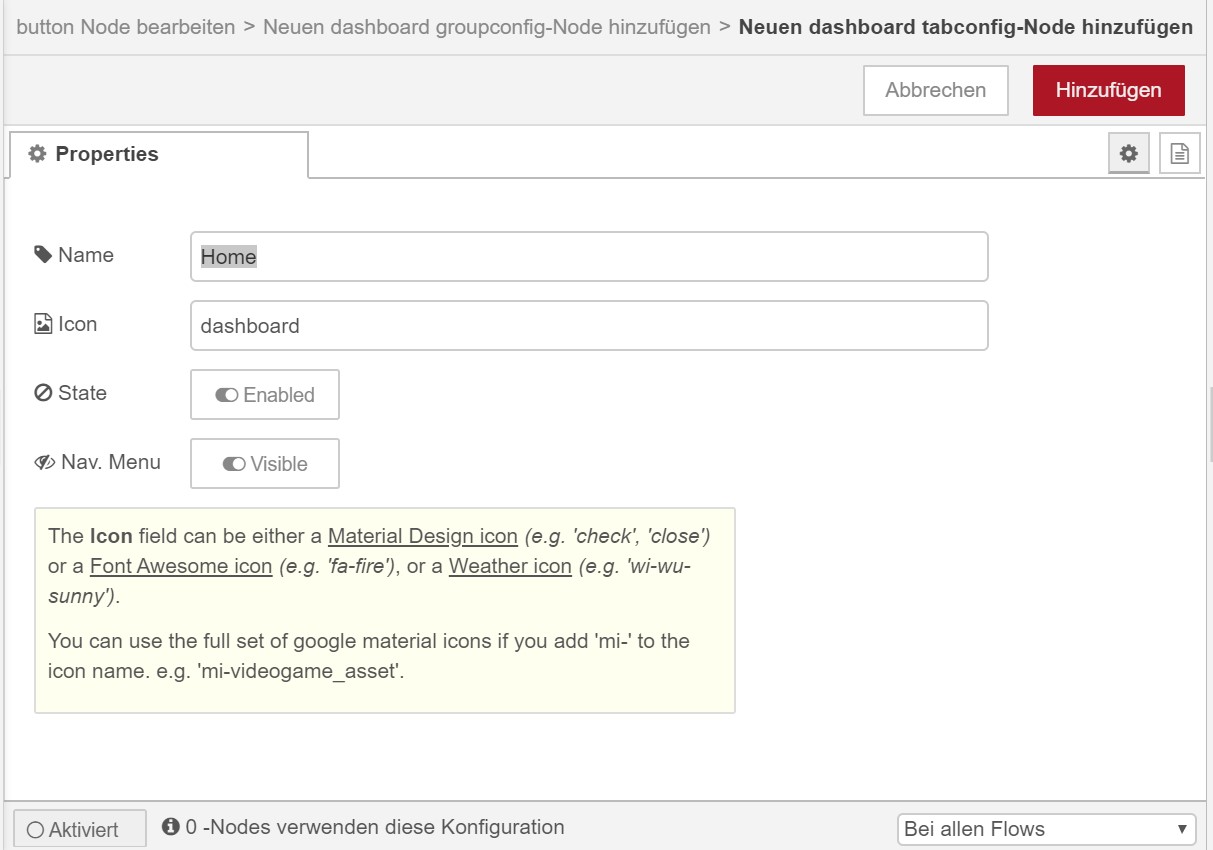 button Node bearbeiten > Neuen dashboard groupconfig-Node hinzufügen > Neuen dashboard tabconfig-Node hinzufügen
Abbrechen
Hinzufügen
Properties
Name
Home
Icon
dashboard
State
Enabled
Nav. Menu
Visible
The Icon field can be either a Material Design icon (e.g. 'check', 'close')
or a Font Awesome icon (e.g. 'fa-fire'), or a Weather icon (e.g. 'wi-wu-
sunny').
You can use the full set of google material icons if you add 'mi-' to the
icon name. e.g. 'mi-videogame_asset'.
Aktiviert
0 -Nodes verwenden diese Konfiguration
Bei allen Flows